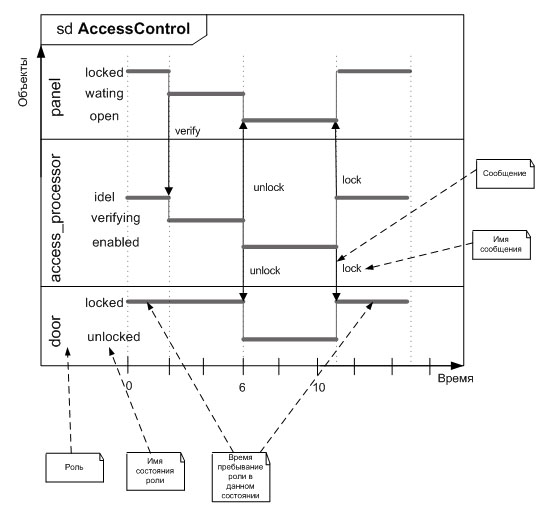 sd AccessControl
Объекты
panel
locked
wating
open
verify
unlock
lock
access_processor
idel
verifying
enabled
unlock
lock
Сообщение
Имя
сообщения
door
locked
unlocked
0
6
10
Время
Роль
Имя
состояния
роли
Время
пребывание
роли в
данном
состоянии